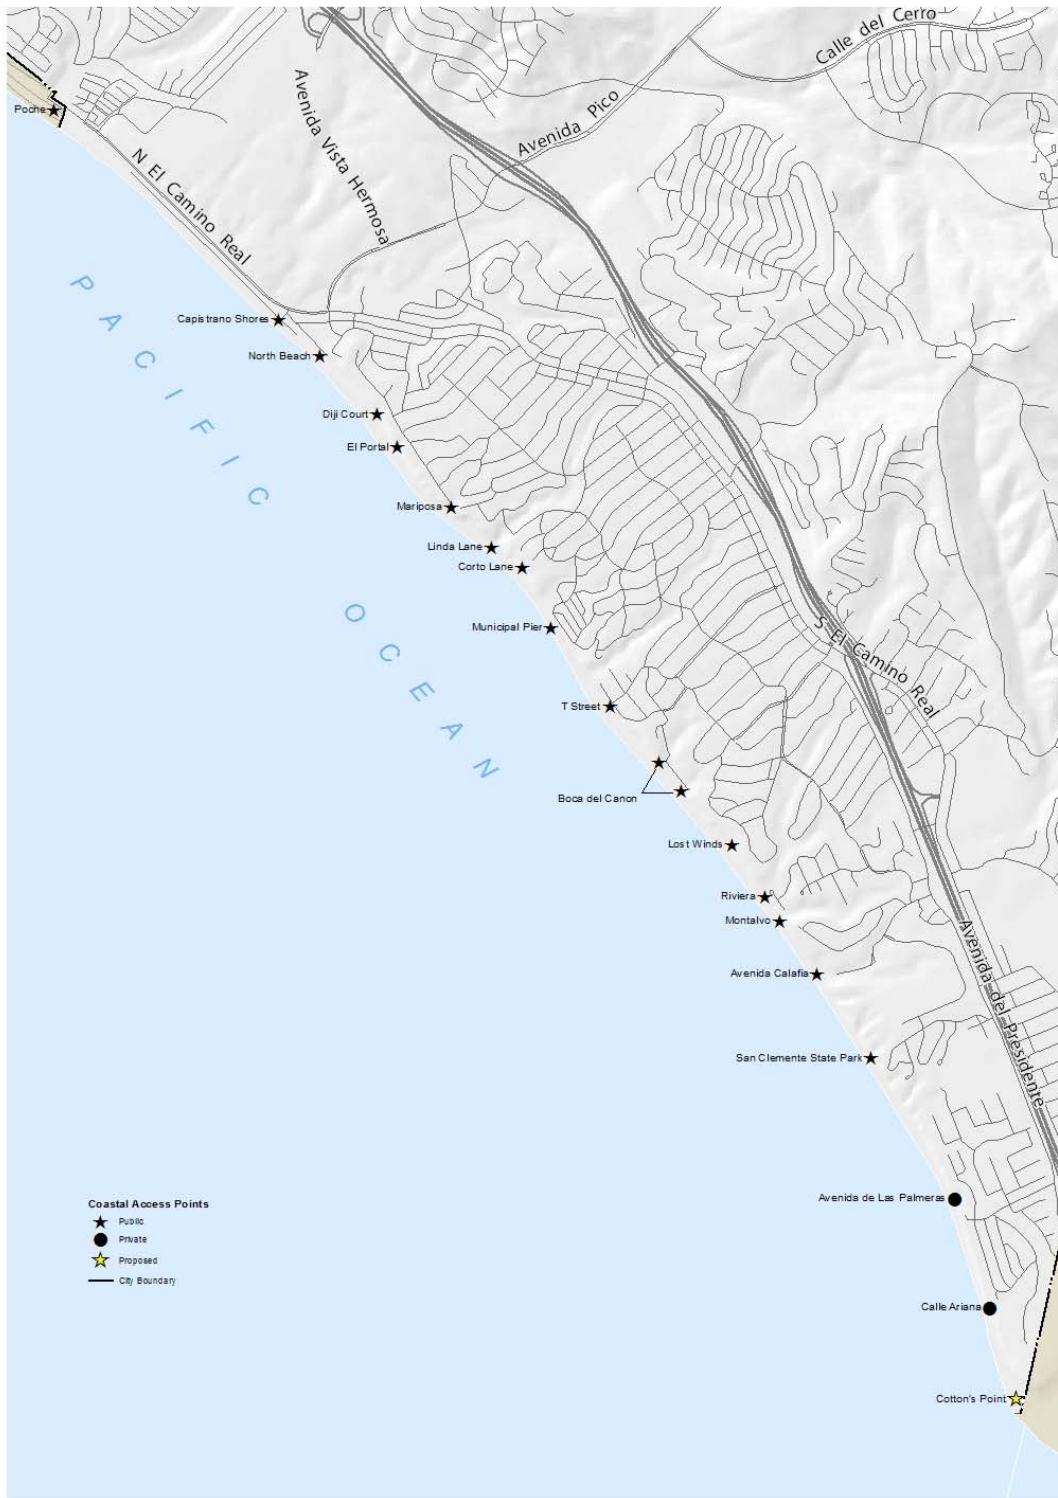 Calle del Cerro
Avenida Pico
Avenida Vista Hermosa
Poche
N El Camino Real
PACIFIC OCEAN
Capistrano Shores
North Beach
Diji Court
El Portal
Mariposa
Linda Lane
Corto Lane
Municipal Pier
S El Camino Real
T Street
Boca del Canon
Lost Winds
Riviera
Montalvo
Avenida del Presidente
Avenida Calafia
San Clemente State Park
Avenida de Las Palmeras
Coastal Access Points
Public
Private
Proposed
City Boundary
Calle Ariana
Cotton's Point